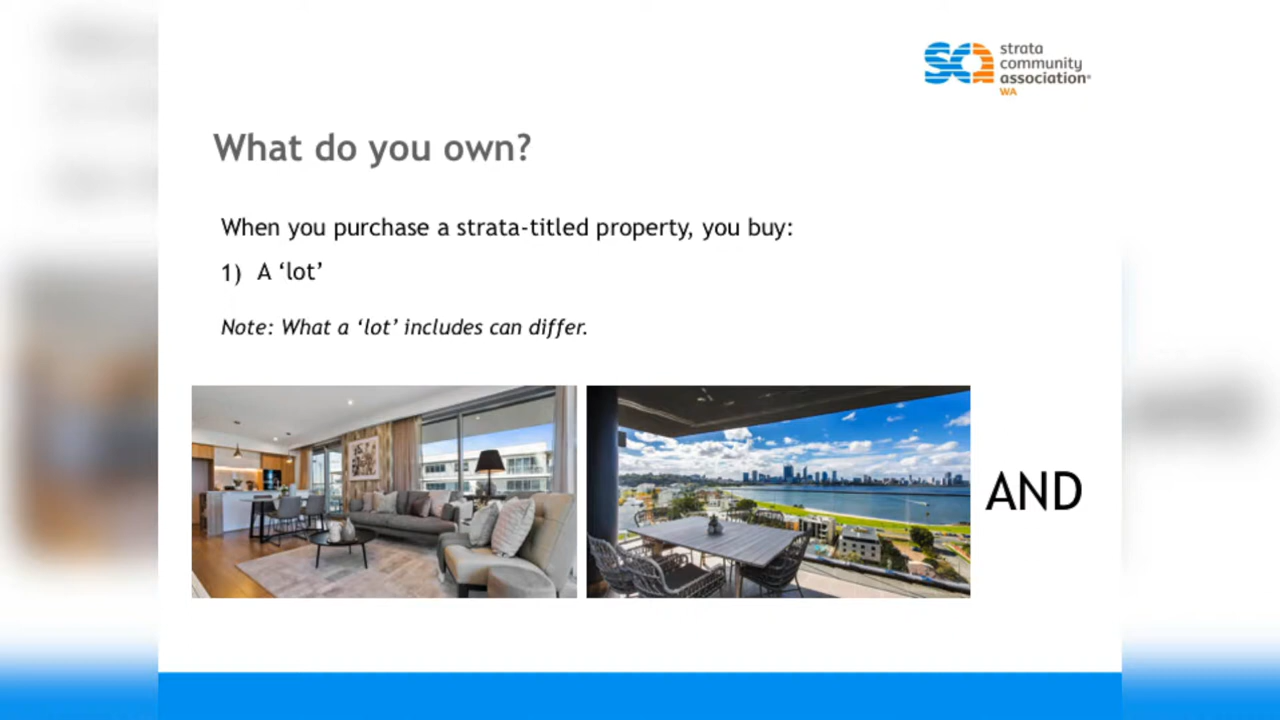 strata
community
association®
WA
What do you own?
When you purchase a strata-titled property, you buy:
1) A ‘lot’
Note: What a ‘lot’ includes can differ.
AND